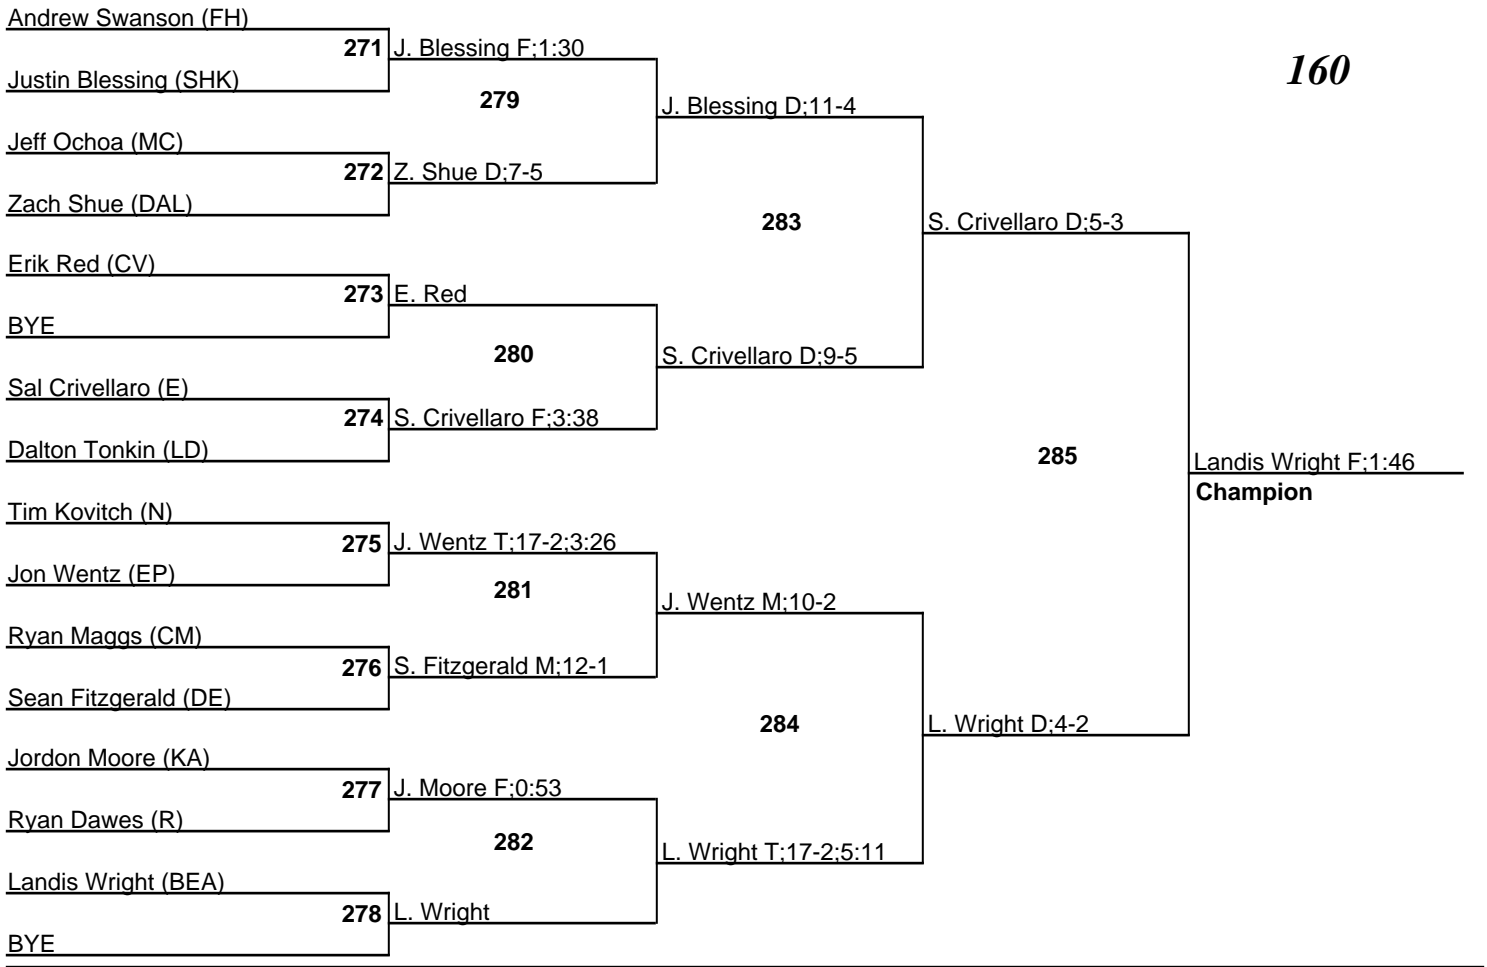 Andrew Swanson (FH)
271 J. Blessing F;1:30
160
Justin Blessing (SHK)
279
J. Blessing D;11-4
Jeff Ochoa (MC)
272 Z. Shue D;7-5
Zach Shue (DAL)
283
S. Crivellaro D;5-3
Erik Red (CV)
273 E. Red
BYE
280
S. Crivellaro D;9-5
Sal Crivellaro (E)
274 S. Crivellaro F;3:38
Dalton Tonkin (LD)
285
Landis Wright F;1:46
Champion
Tim Kovitch (N)
275 J. Wentz T;17-2;3:26
Jon Wentz (EP)
281
J. Wentz M;10-2
Ryan Maggs (CM)
276 S. Fitzgerald M;12-1
Sean Fitzgerald (DE)
284
L. Wright D;4-2
Jordon Moore (KA)
277 J. Moore F;0:53
Ryan Dawes (R)
282
L. Wright T;17-2;5:11
Landis Wright (BEA)
278 L. Wright
BYE